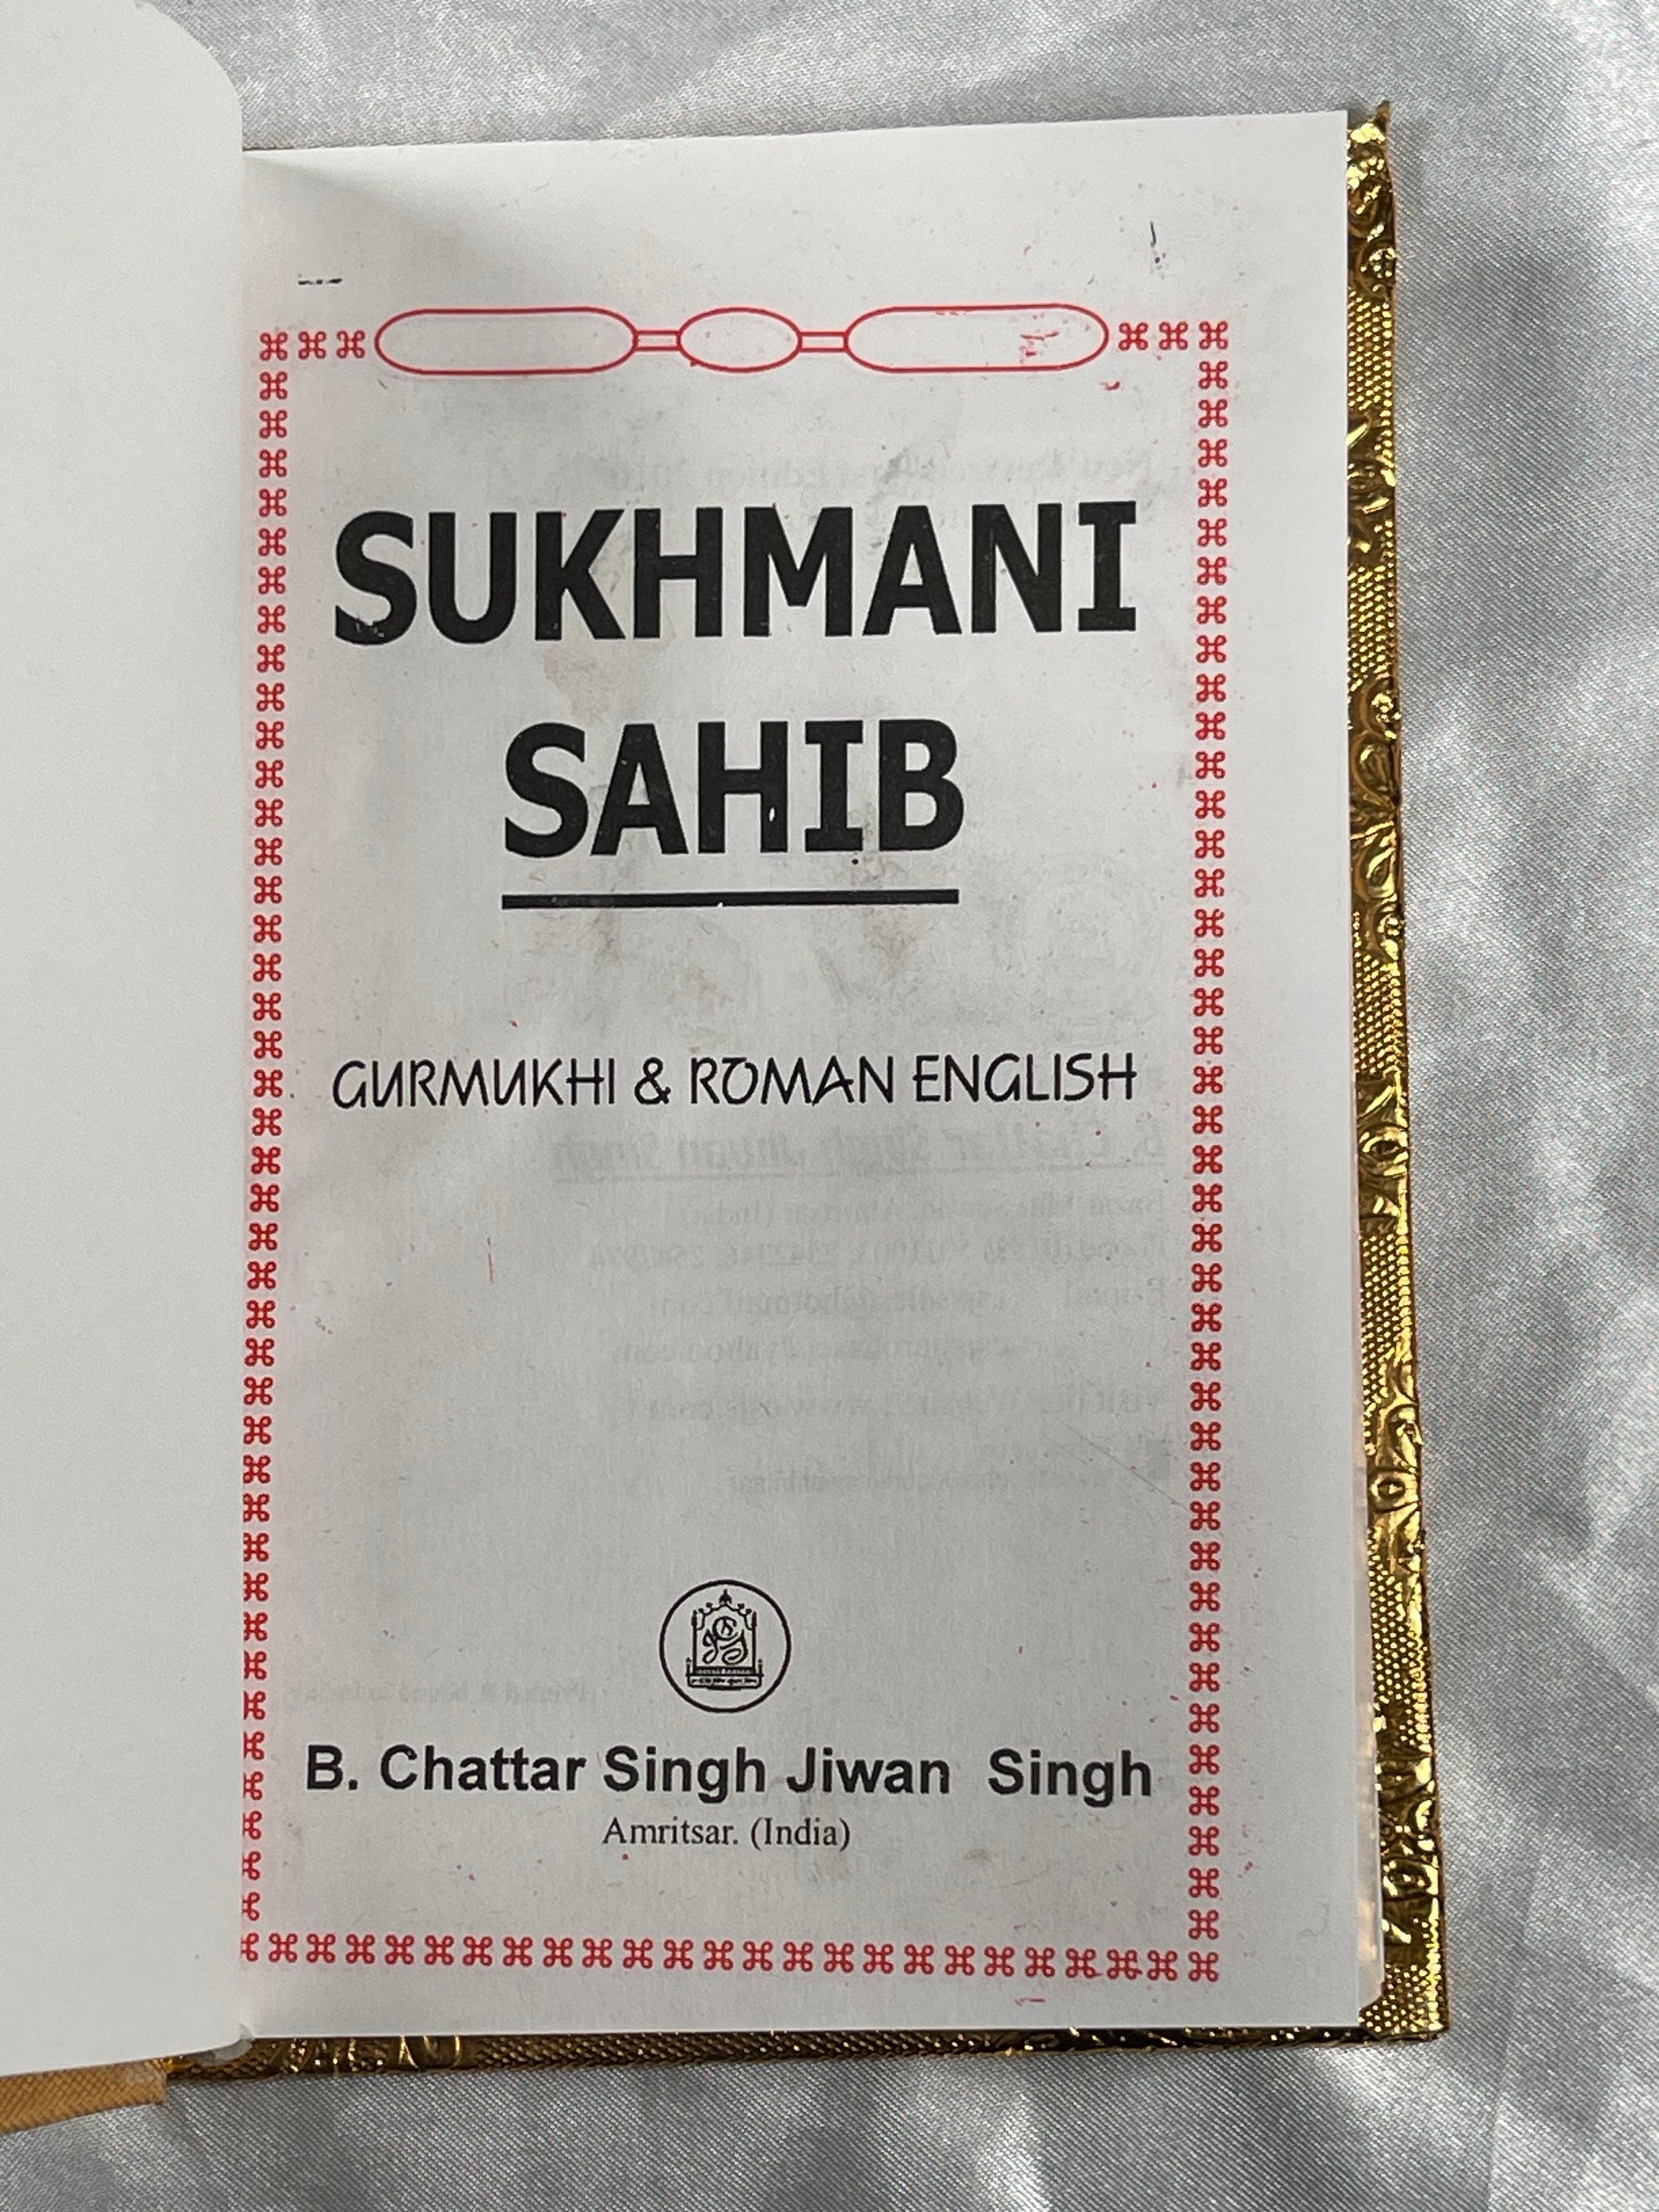 SUKHMANI
SAHIB
GURMUKHI & ROMAN ENGLISH
B. Chattar Singh Jiwan Singh
Amritsar. (India)